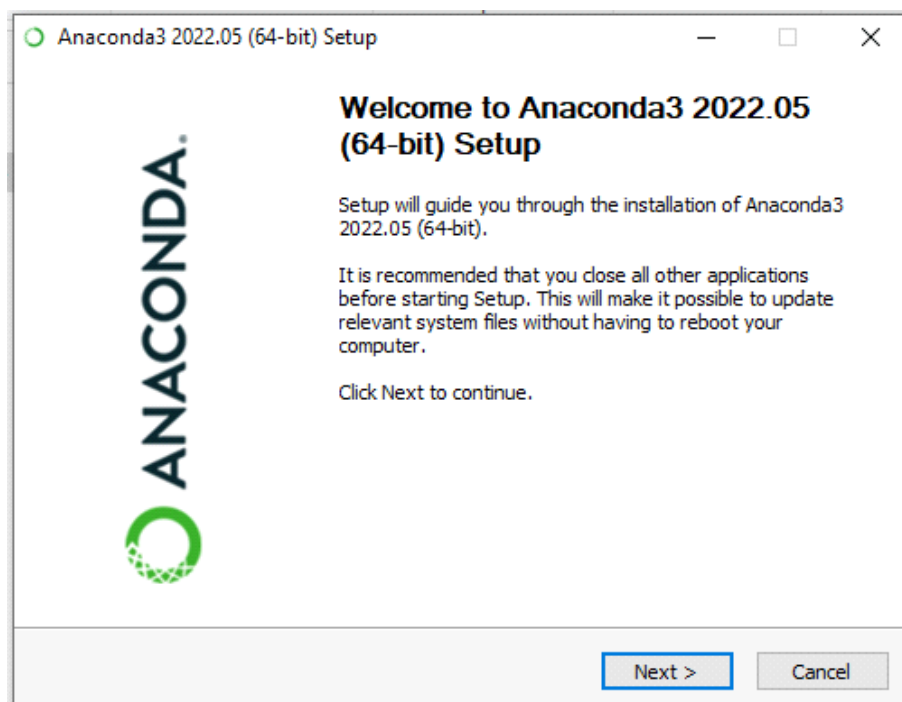 Anaconda3 2022.05 (64-bit) Setup
Welcome to Anaconda3 2022.05
(64-bit) Setup
Setup will guide you through the installation of Anaconda3
2022.05 (64-bit).
It is recommended that you close all other applications
before starting Setup. This will make it possible to update
relevant system files without having to reboot your
computer.
Click Next to continue.
ANACONDA.
Next >
Cancel